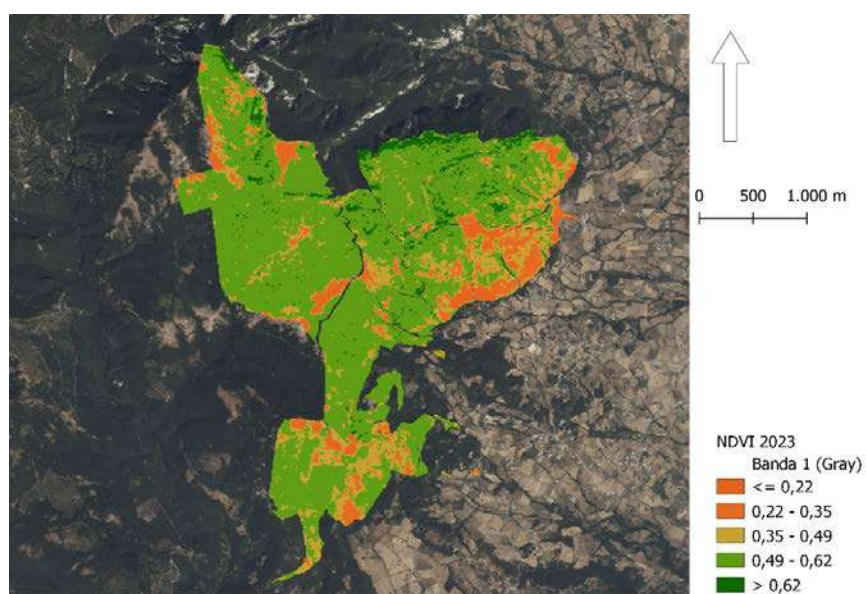 0 500 1.000 m
NDVI 2023
Banda 1 (Gray)
<= 0,22
0,22 - 0,35
0,35 - 0,49
0,49 - 0,62
> 0,62